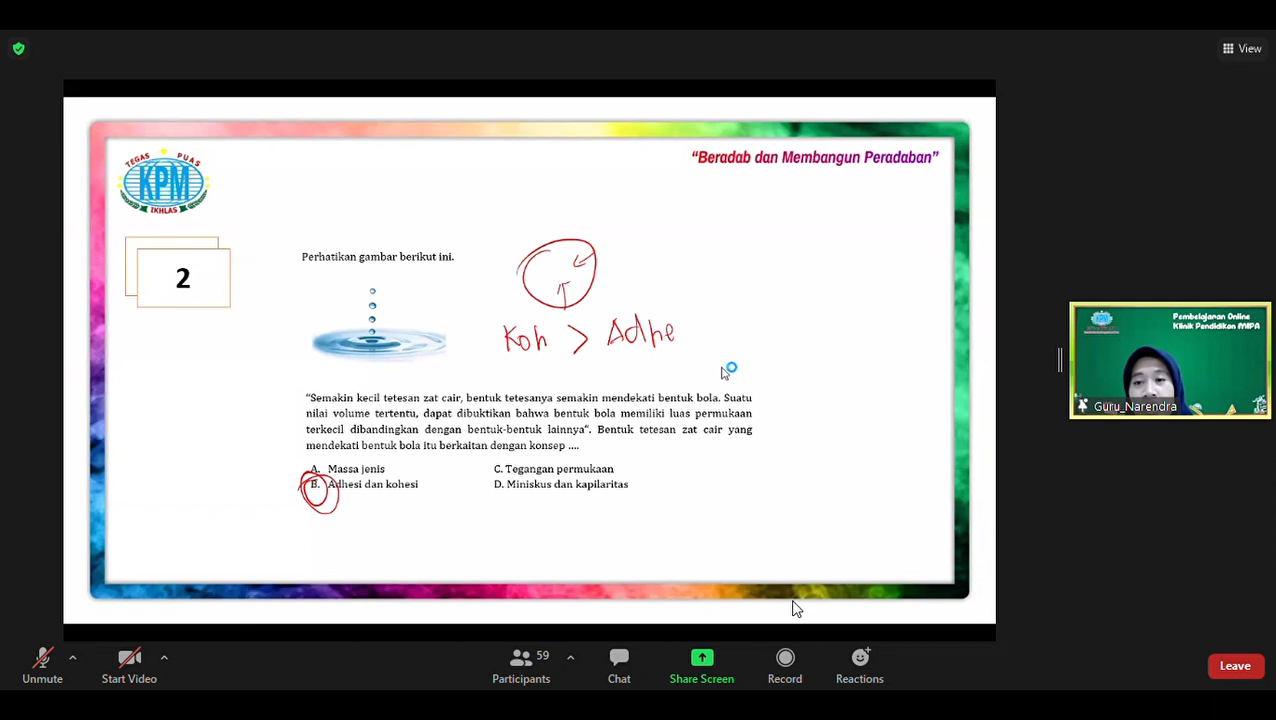 View
"Beradab dan Membangun Peradaban"
TEGAS PUAS
KPM
IKHLAS
2
Perhatikan gambar berikut ini.
Koh > Adhe
"Semakin kecil tetesan zat cair, bentuk tetesanya semakin mendekati bentuk bola. Suatu
nilai volume tertentu, dapat dibuktikan bahwa bentuk bola memiliki luas permukaan
terkecil dibandingkan dengan bentuk-bentuk lainnya". Bentuk tetesan zat cair yang
mendekati bentuk bola itu berkaitan dengan konsep ....
A. Massa jenis
C. Tegangan permukaan
B. Adhesi dan kohesi
D. Miniskus dan kapilaritas
Pembelajaran Online
Klinik Pendidikan MIPA
Guru_Narendra
Unmute
Start Video
59
Participants
Chat
Share Screen
Record
Reactions
Leave